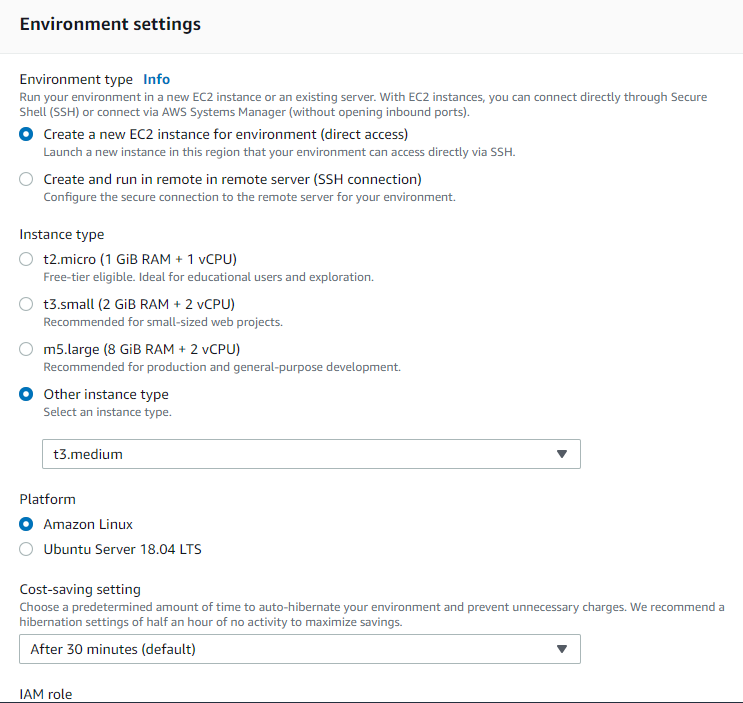 Environment settings
Environment type Info
Run your environment in a new EC2 instance or an existing server. With EC2 instances, you can connect directly through Secure
Shell (SSH) or connect via AWS Systems Manager (without opening inbound ports).
Create a new EC2 instance for environment (direct access)
Launch a new instance in this region that your environment can access directly via SSH.
Create and run in remote in remote server (SSH connection)
Configure the secure connection to the remote server for your environment.
Instance type
t2.micro (1 GiB RAM + 1 vCPU)
Free-tier eligible. Ideal for educational users and exploration.
t3.small (2 GiB RAM + 2 vCPU)
Recommended for small-sized web projects.
m5.large (8 GiB RAM + 2 vCPU)
Recommended for production and general-purpose development.
Other instance type
Select an instance type.
t3.medium
Platform
Amazon Linux
Ubuntu Server 18.04 LTS
Cost-saving setting
Choose a predetermined amount of time to auto-hibernate your environment and prevent unnecessary charges. We recommend a
hibernation settings of half an hour of no activity to maximize savings.
After 30 minutes (default)
IAM role